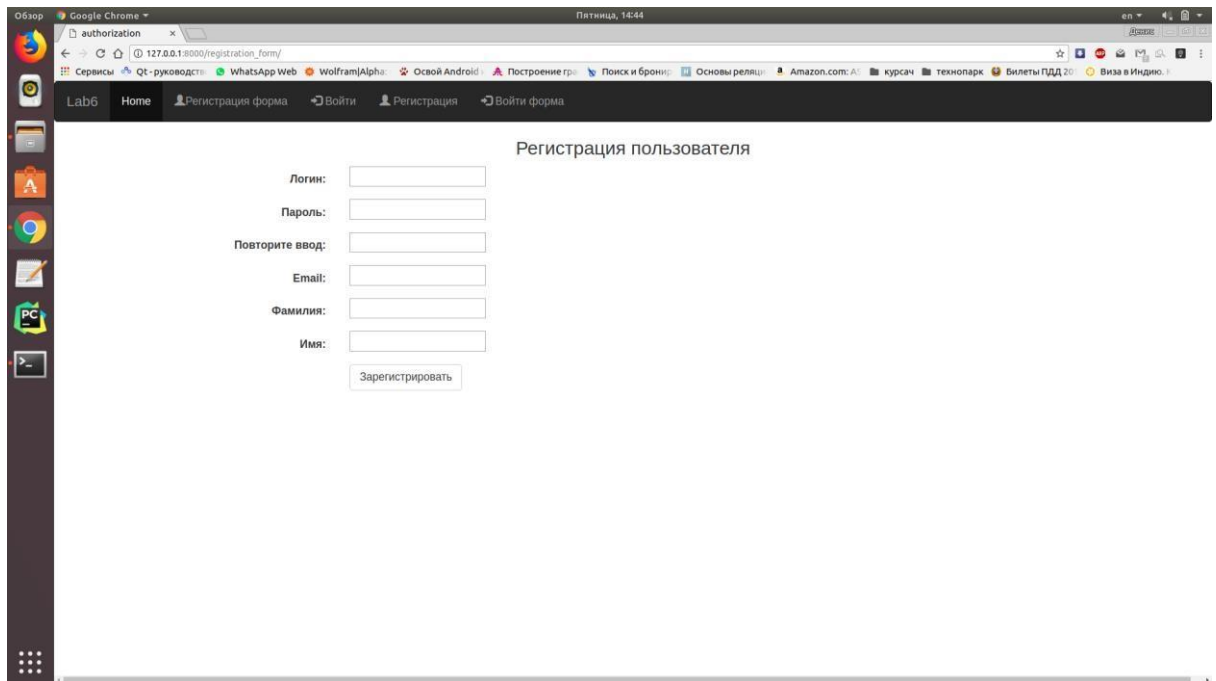 Обзор Google Chrome Пятница, 14:44 en
authorization
127.0.0.1:8000/registration_form/
Сервисы Qt-руководств WhatsApp Web Wolfram|Alpha: Освой Android Построение гра Поиск и брониро Основы реляци Amazon.com: курсач технопарк Билеты ПДД 20 Виза в Индию.
Lab6 Home Регистрация форма Войти Регистрация Войти форма
Регистрация пользователя
Логин:
Пароль:
Повторите ввод:
Email:
Фамилия:
Имя:
Зарегистрировать
PC